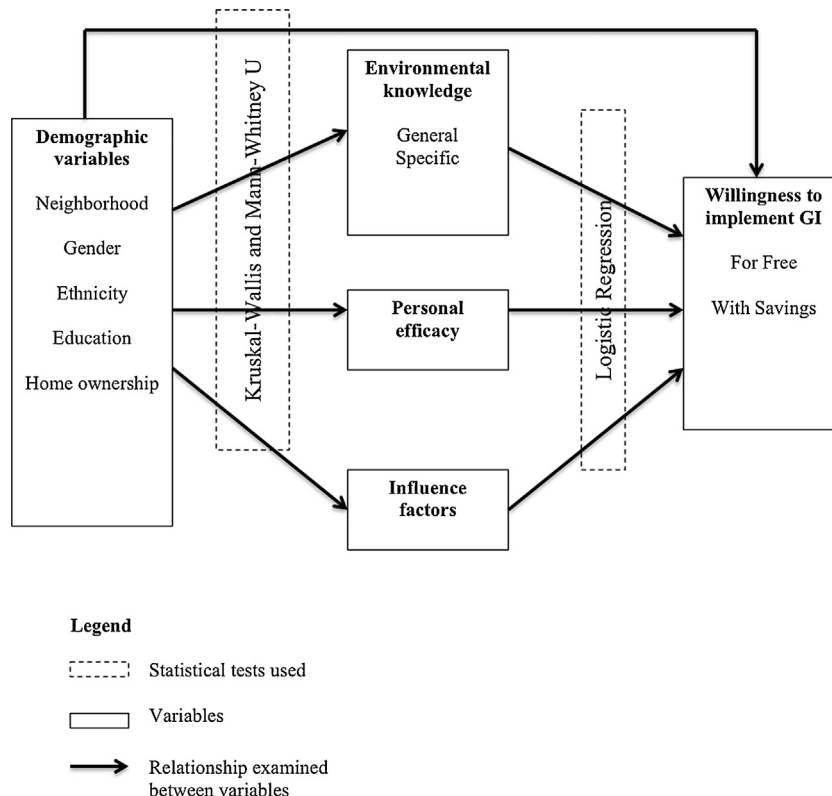 Demographic
variables
Neighborhood
Gender
Ethnicity
Education
Home ownership
Kruskal-Wallis and Mann-Whitney U
Environmental
knowledge
General
Specific
Personal
efficacy
Influence
factors
Logistic Regression
Willingness to
implement GI
For Free
With Savings
Legend
Statistical tests used
Variables
Relationship examined
between variables